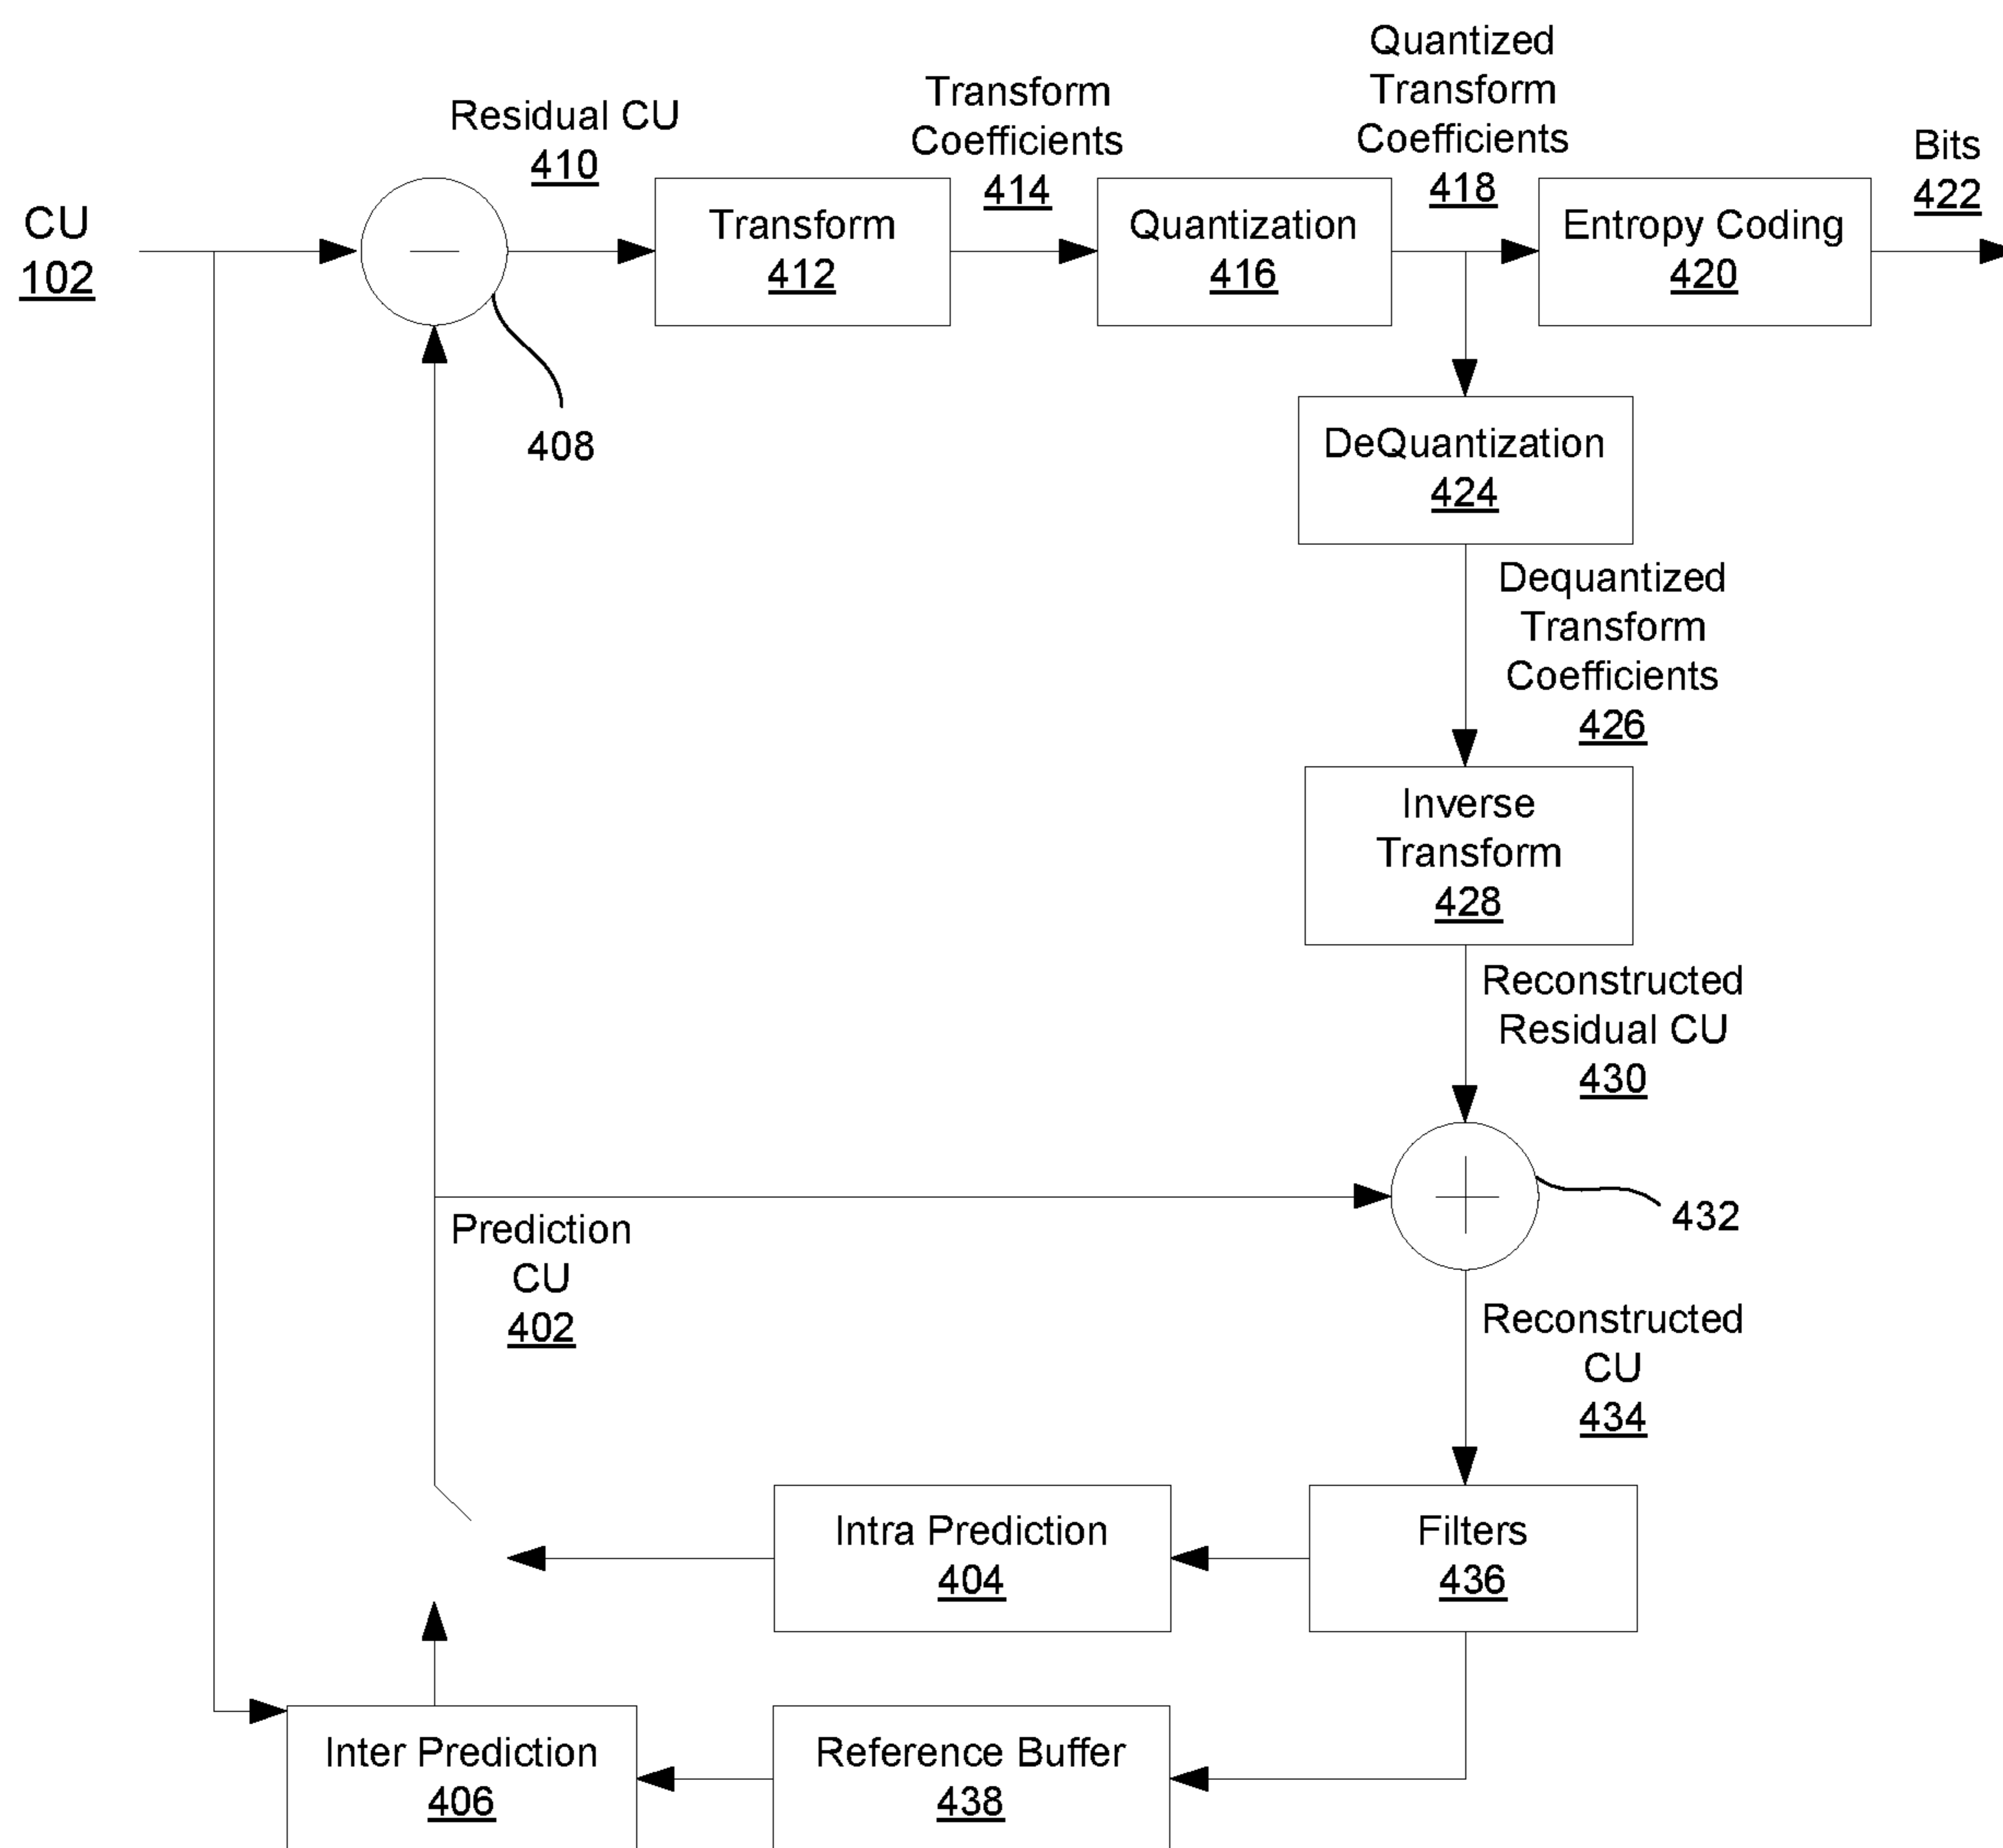 CU
102
Residual CU
410
408
Transform
412
Transform
Coefficients
414
Quantization
416
Quantized
Transform
Coefficients
418
Entropy Coding
420
Bits
422
DeQuantization
424
Dequantized
Transform
Coefficients
426
Inverse
Transform
428
Reconstructed
Residual CU
430
432
Prediction
CU
402
Reconstructed
CU
434
Intra Prediction
404
Filters
436
Inter Prediction
406
Reference Buffer
438